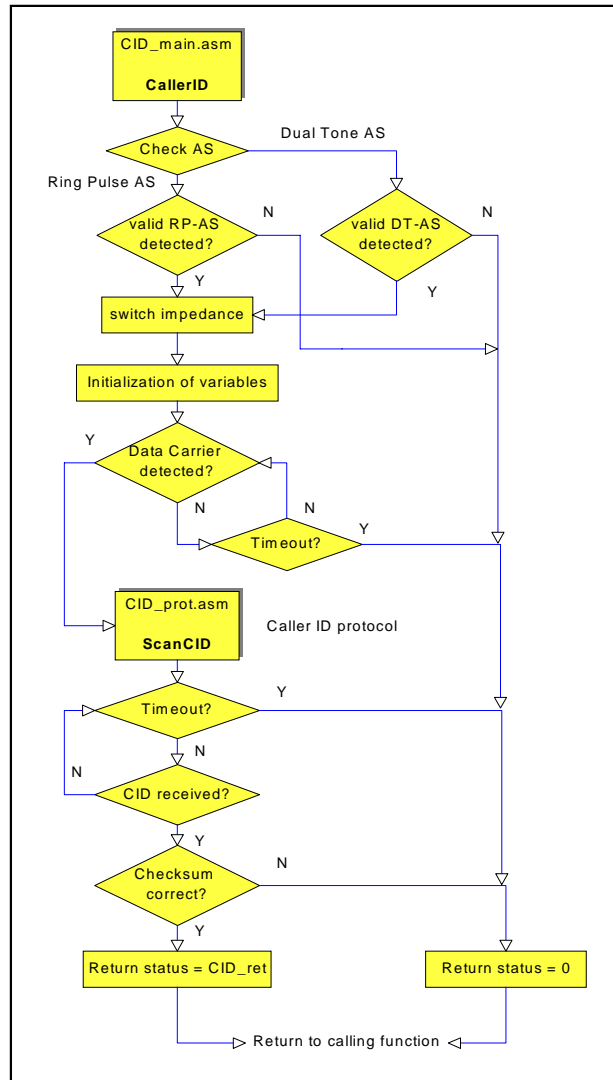 CID_main.asm
CallerID
Dual Tone AS
Check AS
Ring Pulse AS
N
N
valid RP-AS
detected?
valid DT-AS
detected?
Y
Y
switch impedance
Initialization of variables
Y
Data Carrier
detected?
N
N
Y
Timeout?
CID_prot.asm
ScanCID
Caller ID protocol
Y
Timeout?
N
N
CID received?
Y
N
Checksum
correct?
Y
Return status = CID_ret
Return status = 0
Return to calling function